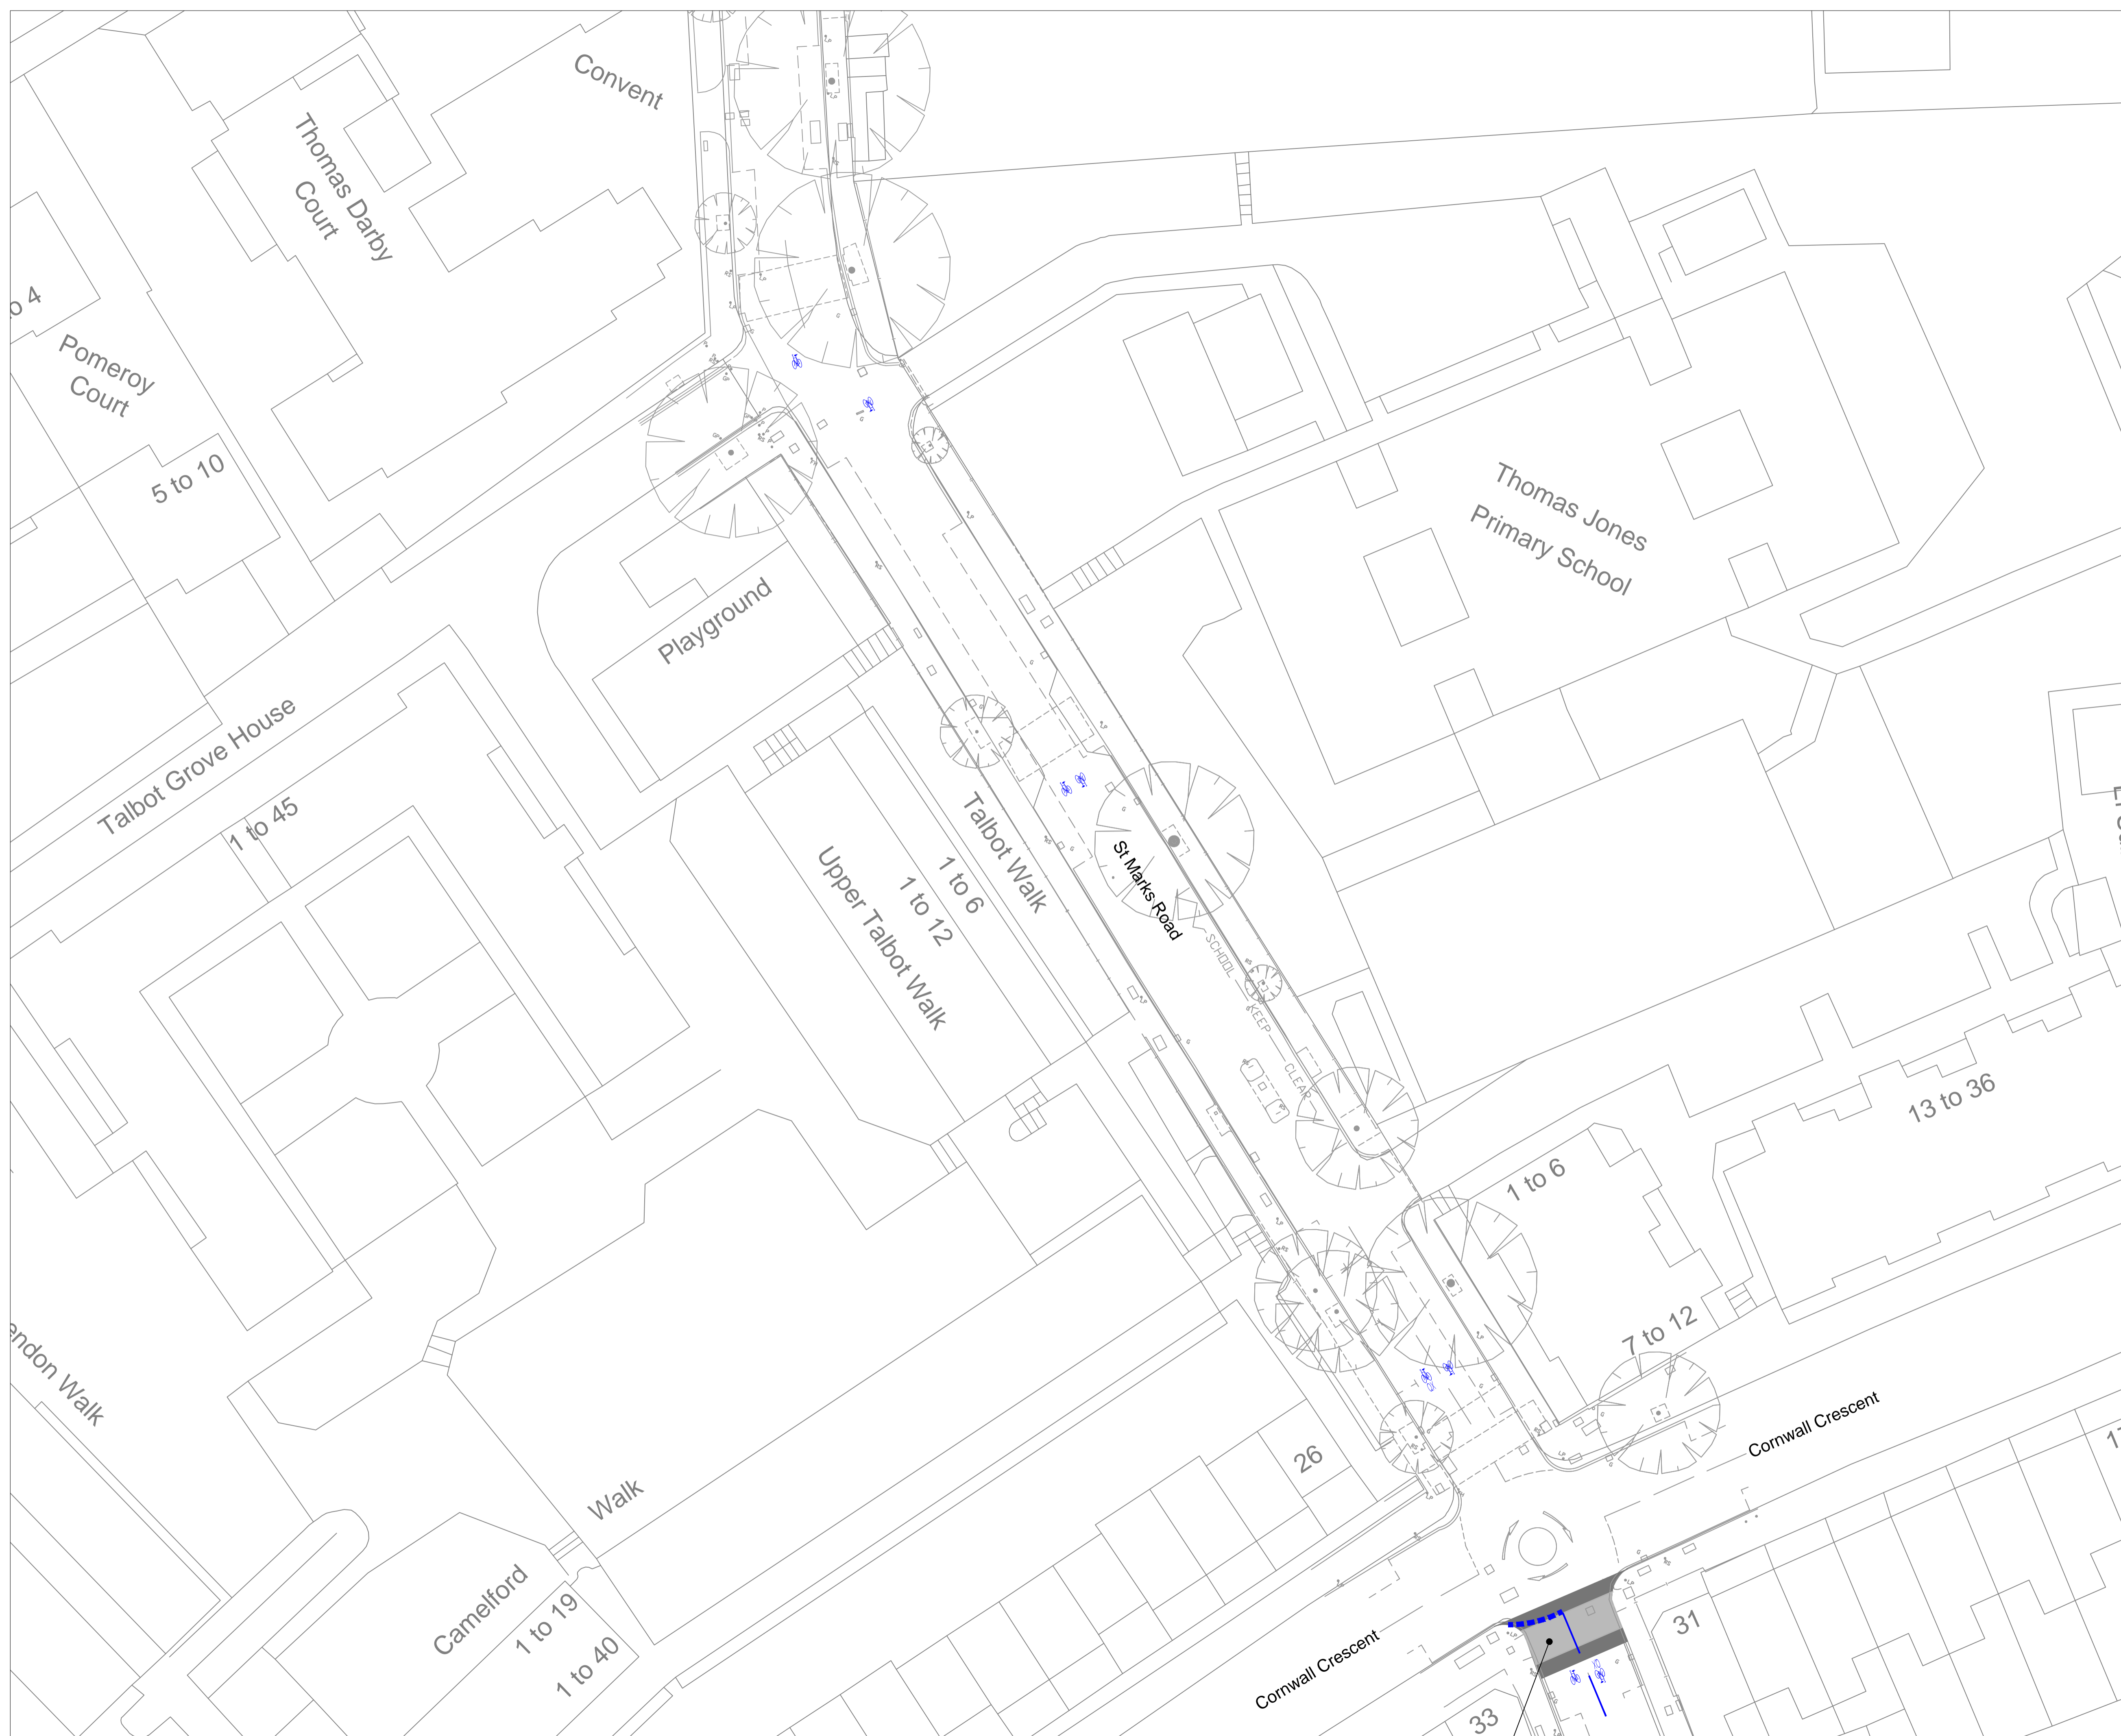 Convent
Thomas Darby
Court
Pomeroy
Court
5 to 10
Thomas Jones
Primary School
Playground
Talbot Grove House
1 to 45
Talbot Walk
1 to 6
1 to 12
Upper Talbot Walk
St Marks Road
SCHOOL
KEEP
CLEAR
13 to 36
1 to 6
7 to 12
Walk
26
Cornwall Crescent
Camelford
1 to 19
1 to 40
Cornwall Crescent
31
33